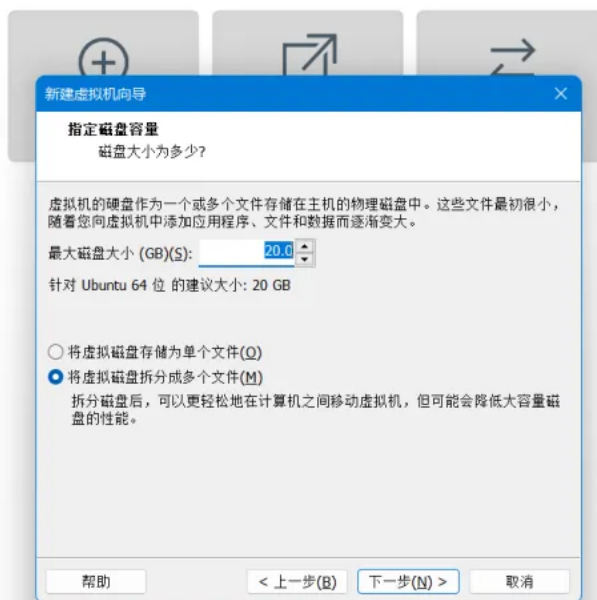 新建虚拟机向导
指定磁盘容量
磁盘大小为多少?
虚拟机的硬盘作为一个或多个文件存储在主机的物理磁盘中。这些文件最初很小，
随着您向虚拟机中添加应用程序、文件和数据而逐渐变大。
最大磁盘大小 (GB)(S): 20.0
针对 Ubuntu 64 位 的建议大小: 20 GB
将虚拟磁盘存储为单个文件(O)
将虚拟磁盘拆分成多个文件(M)
拆分磁盘后，可以更轻松地在计算机之间移动虚拟机，但可能会降低大容量磁
盘的性能。
帮助 < 上一步(B) 下一步(N) > 取消